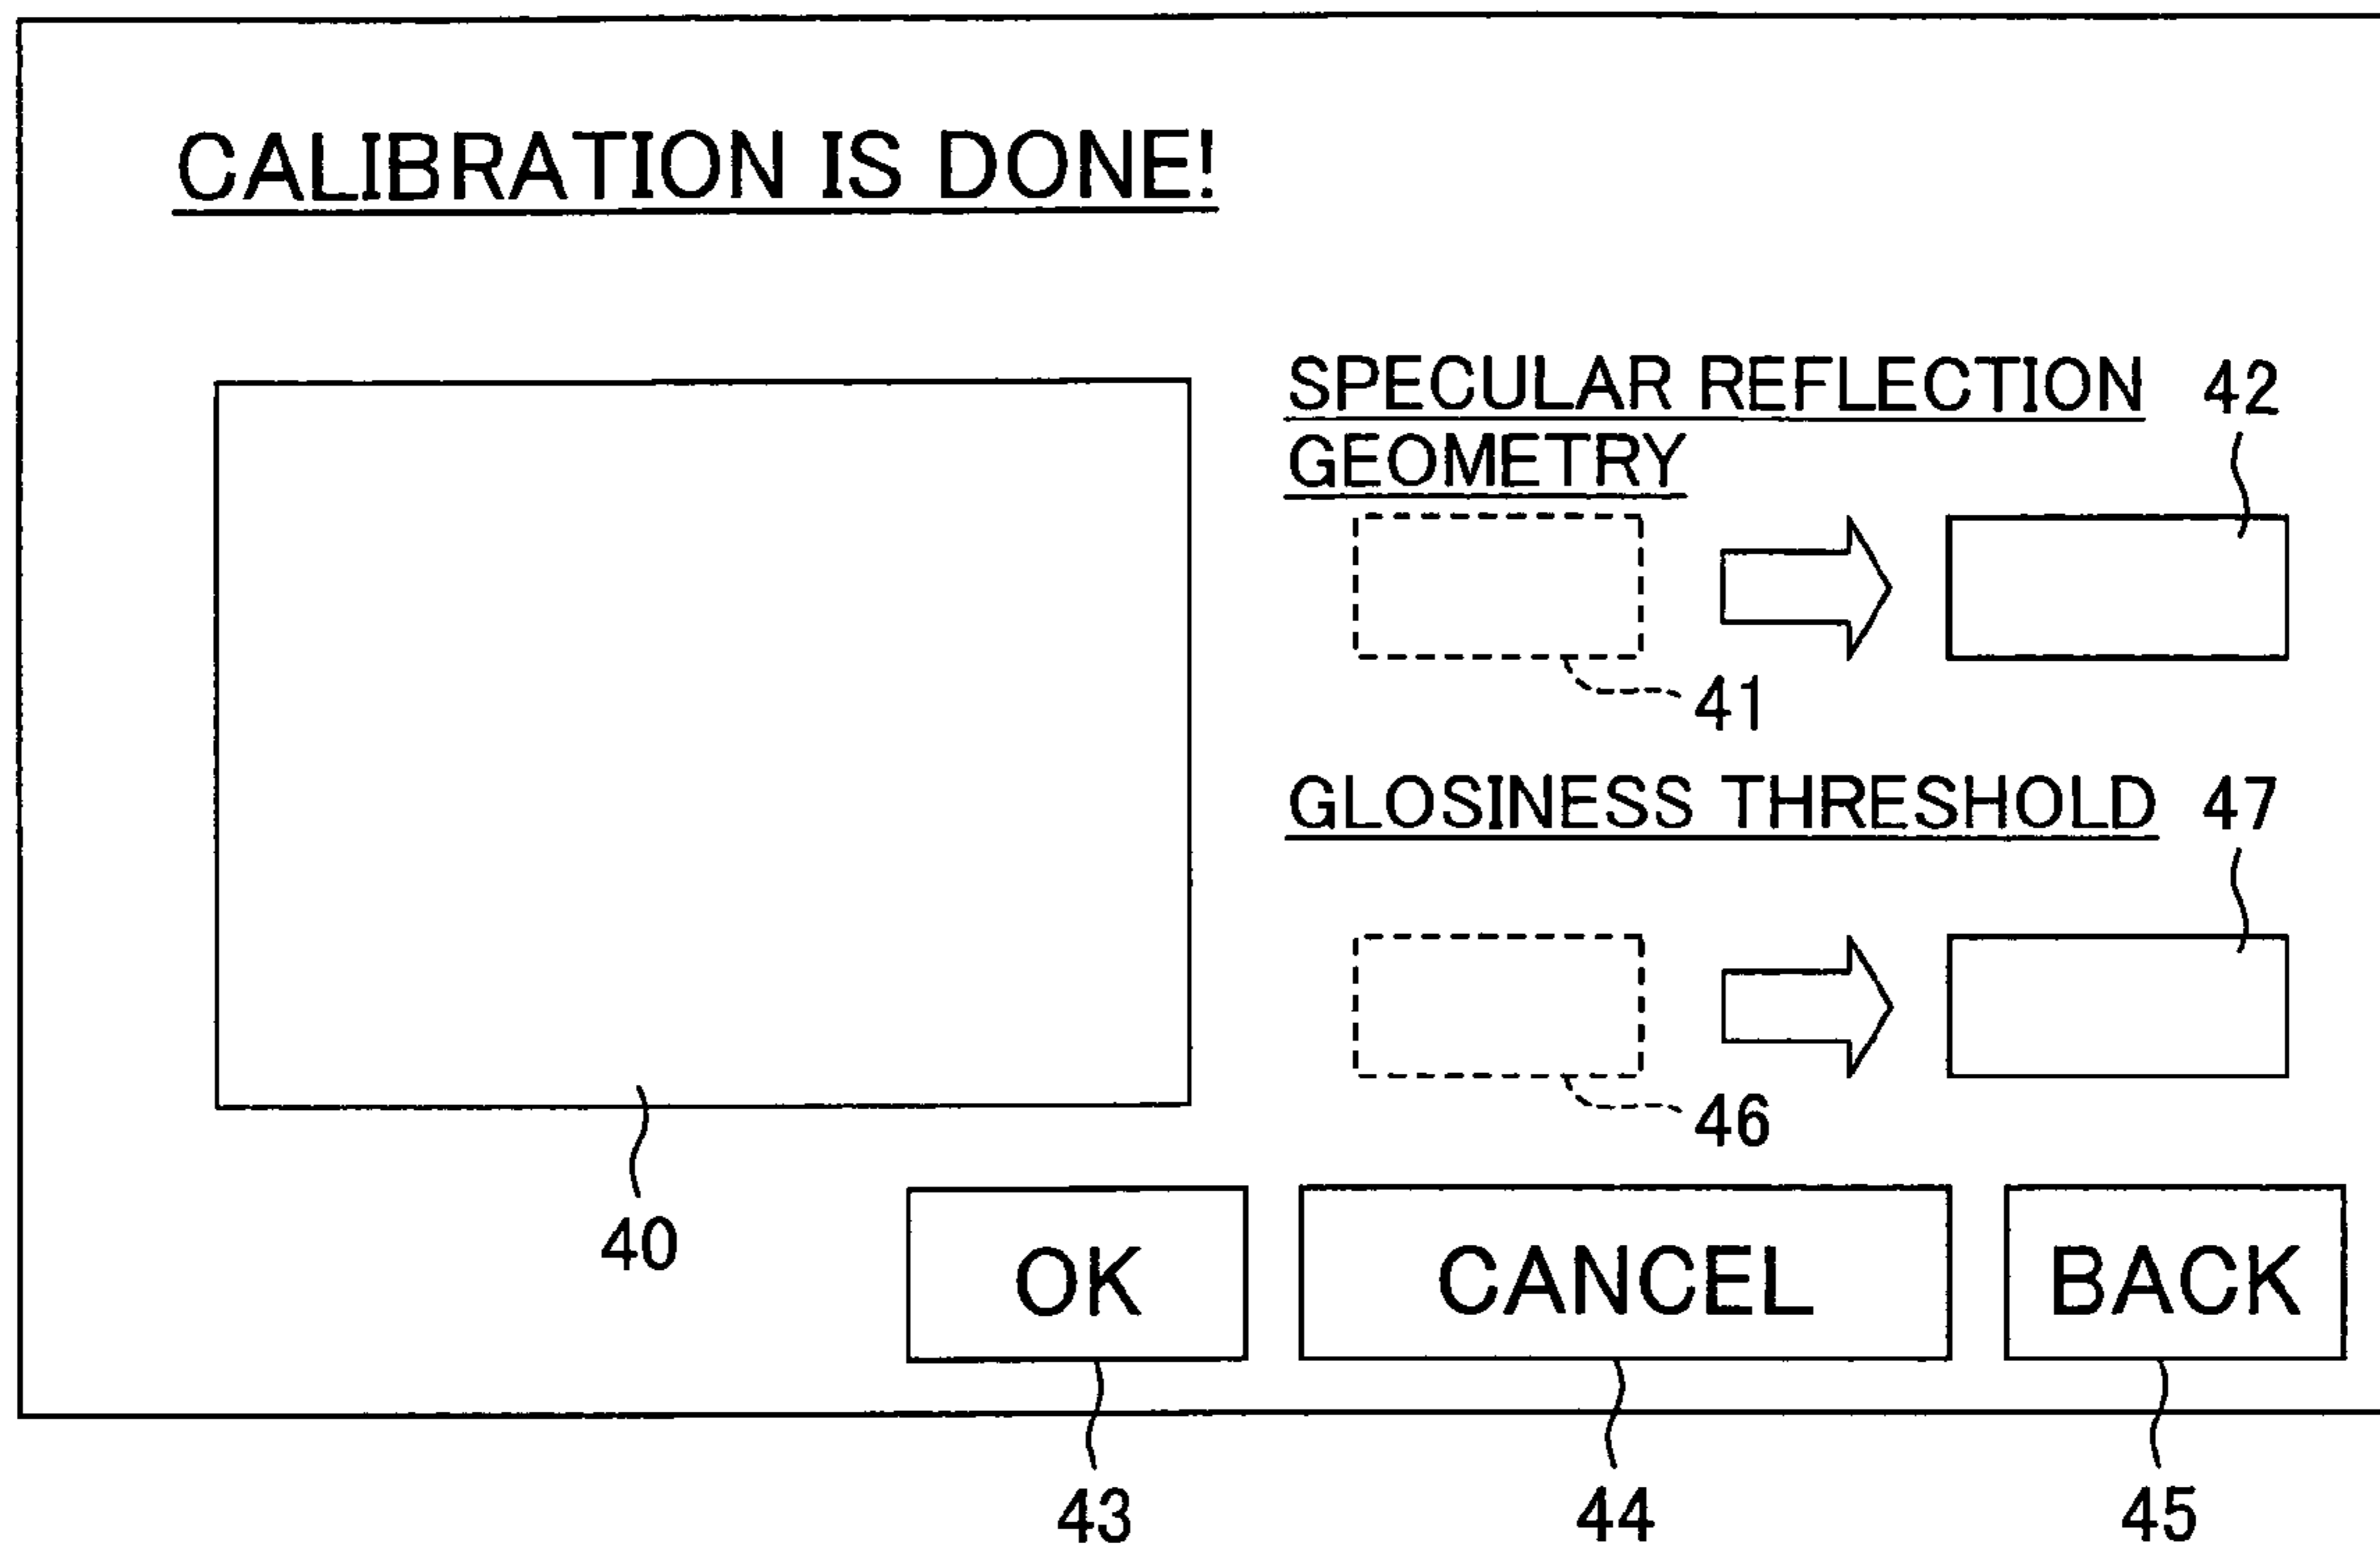 CALIBRATION IS DONE!
SPECULAR REFLECTION
GEOMETRY
42
41
GLOSINESS THRESHOLD
47
46
40
OK
CANCEL
BACK
43
44
45